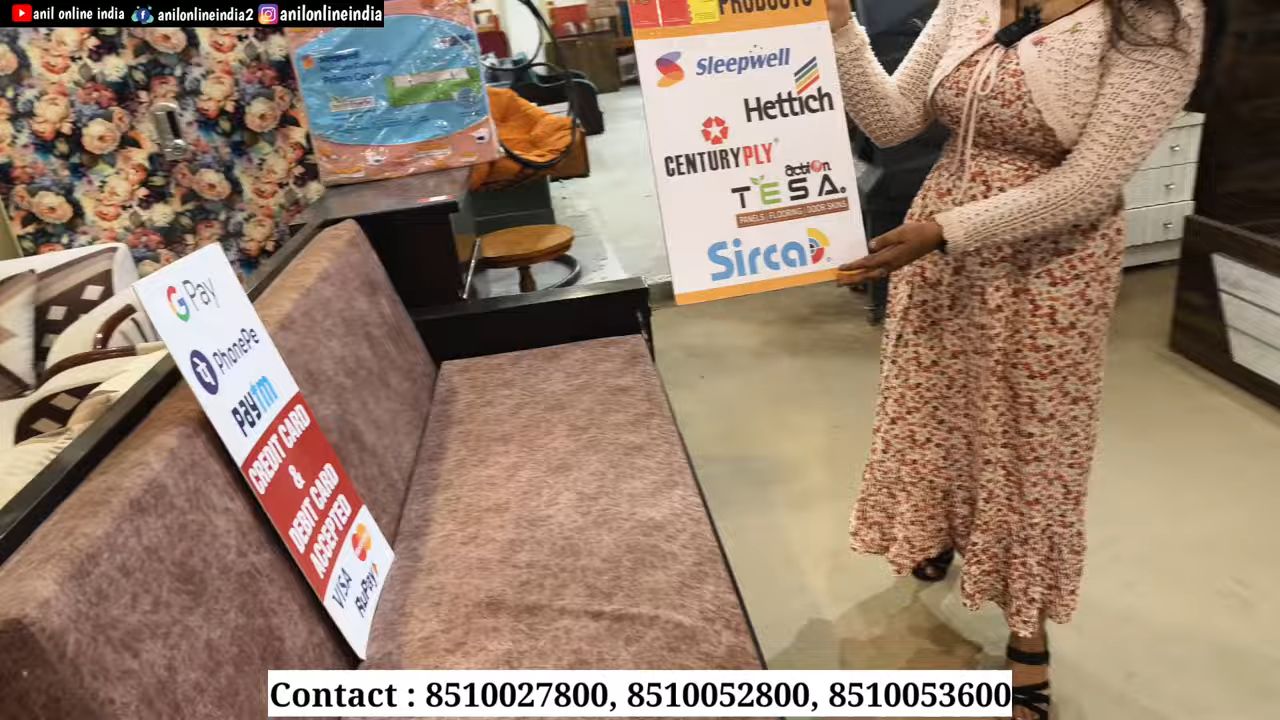 anil online india anilonlineindia2 anilonlineindia
PRODUCTS
Sleepwell
Hettich
CENTURYPLY
action
TESA.
PANELS | FLOORING | DOOR SKINS
Sirca
Sleepwell
G Pay
PhonePe
paytm
CREDIT CARD
&
DEBIT CARD
ACCEPTED
VISA
RuPay
Contact : 8510027800, 8510052800, 8510053600